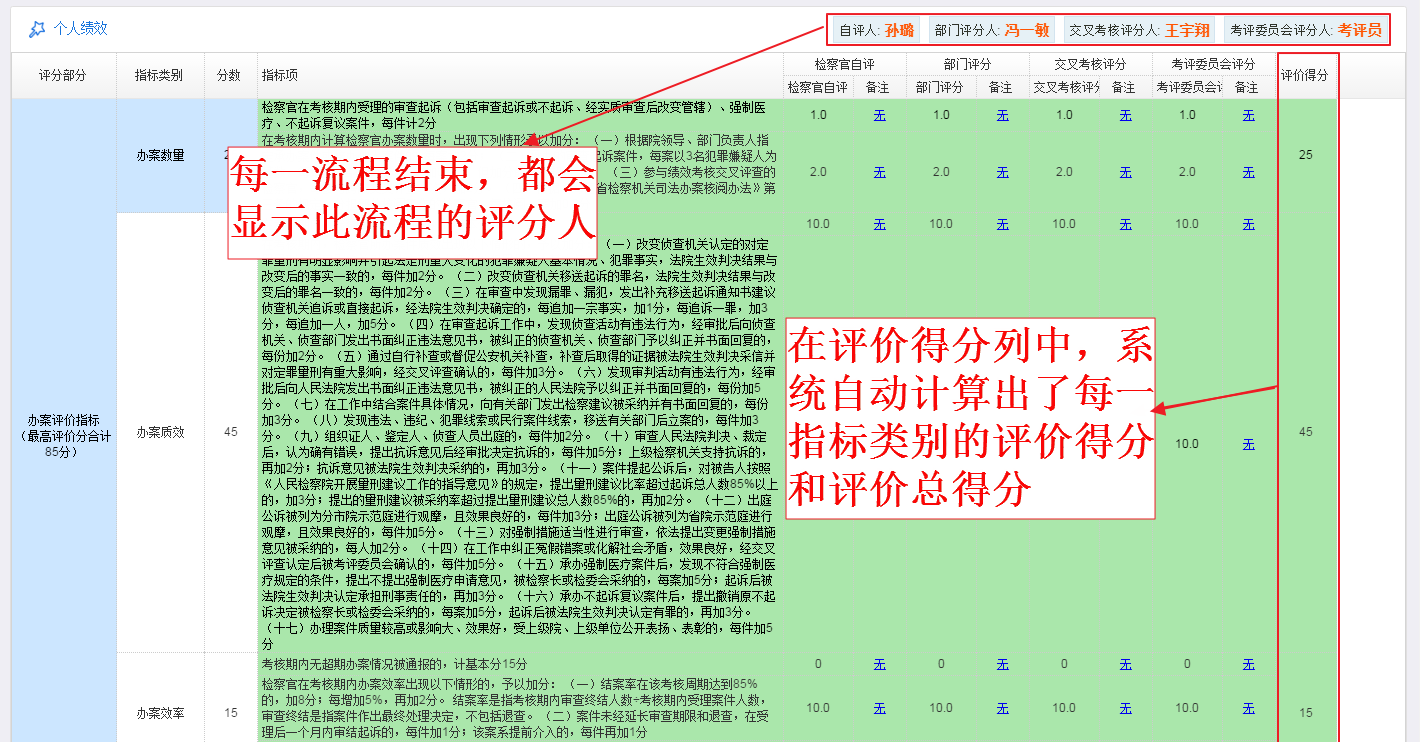 个人绩效
自评人: 孙璐 部门评分人: 冯一敏 交叉考核评分人: 王宇翔 考评委员会评分人: 考评员
评分部分 指标类别 分数 指标项 检察官自评 部门评分 交叉考核评分 考评委员会评分 评价得分
检察官自评 备注 部门评分 备注 交叉考核评分 备注 考评委员会评 备注
检察官在考核期内受理的审查起诉（包括审查起诉或不起诉、经实质审查后改变管辖）、强制医
疗、不起诉复议案件，每件计2分
1.0 无 1.0 无 1.0 无 1.0 无
办案数量
25
在考核期内计算检察官办案数量时，出现下列情形予以加分：（一）根据院领导、部门负责人指
起诉案件，每案以3名犯罪嫌疑人为
（三）参与绩效考核交叉评查的
省检察机关司法办案核阅办法》第
2.0 无 2.0 无 2.0 无 2.0 无
每一流程结束，都会
显示此流程的评分人
10.0 无 10.0 无 10.0 无 10.0 无
（一）改变侦查机关认定的对定
罪量刑有明显影响并引起法定刑重大变化的犯罪嫌疑人基本情况、犯罪事实，法院生效判决结果与
改变后的事实一致的，每件加2分。（二）改变侦查机关移送起诉的罪名，法院生效判决结果与改
变后的罪名一致的，每件加2分。（三）在审查中发现漏罪、漏犯，发出补充移送起诉通知书建议
侦查机关追诉或直接起诉，经法院生效判决确定的，每追加一宗事实，加1分，每追诉一罪，加3
分，每追加一人，加5分。（四）在审查起诉工作中，发现侦查活动有违法行为，经审批后向侦查
机关、侦查部门发出书面纠正违法意见书，被纠正的侦查机关、侦查部门予以纠正并书面回复的，
每份加2分。（五）通过自行补查或督促公安机关补查，补查后取得的证据被法院生效判决采信并
对定罪量刑有重大影响，经交叉评查确认的，每件加3分。（六）发现审判活动有违法行为，经审
批后向人民法院发出书面纠正违法意见书，被纠正的人民法院予以纠正并书面回复的，每份加5
分。（七）在工作中结合案件具体情况，向有关部门发出检察建议被采纳并有书面回复的，每份
加3分。（八）发现违法、违纪、犯罪线索或民行案件线索，移送有关部门后立案的，每件加3
分。（九）组织证人、鉴定人、侦查人员出庭的，每件加2分。（十）审查人民法院判决、裁定
后，认为确有错误，提出抗诉意见后经审批决定抗诉的，每件加5分；上级检察机关支持抗诉的，
再加2分；抗诉意见被法院生效判决采纳的，再加3分。（十一）案件提起公诉后，对被告人按照
《人民检察院开展量刑建议工作的指导意见》的规定，提出量刑建议比率超过起诉总人数85%以上
的，加3分；提出的量刑建议被采纳率超过提出量刑建议总人数85%的，再加2分。（十二）出庭
公诉被列为分市院示范庭进行观摩，且效果良好的，每件加3分；出庭公诉被列为省院示范庭进行
观摩，且效果良好的，每件加5分。（十三）对强制措施适当性进行审查，依法提出变更强制措施
意见被采纳的，每人加2分。（十四）在工作中纠正冤假错案或化解社会矛盾，效果良好，经交叉
评查认定后被考评委员会确认的，每件加5分。（十五）承办强制医疗案件后，发现不符合强制医
疗规定的条件，提出不提出强制医疗申请意见，被检察长或检委会采纳的，每案加5分；起诉后被
法院生效判决认定承担刑事责任的，再加3分。（十六）承办不起诉复议案件后，提出撤销原不起
诉决定被检察长或检委会采纳的，每案加5分，起诉后被法院生效判决认定有罪的，再加3分。
（十七）办理案件质量较高或影响大、效果好，受上级院、上级单位公开表扬、表彰的，每件加5
分
办案评价指标
（最高评价分合计
85分）
办案质效 45
10.0 无
45
在评价得分列中，系
统自动计算出了每一
指标类别的评价得分
和评价总得分
考核期内无超期办案情况被通报的，计基本分15分
0 无 0 无 0 无 0 无
办案效率 15
检察官在考核期内办案效率出现以下情形的，予以加分：（一）结案率在该考核周期达到85%
的，加8分；每增加5%，再加2分。结案率是指考核期内审查终结人数÷考核期内受理案件人数，
审查终结是指案件作出最终处理决定，不包括退查。（二）案件未经延长审查期限和退查，在受
理后一个月内审结起诉的，每件加1分；该案系提前介入的，每件再加1分
10.0 无 10.0 无 10.0 无 10.0 无
15